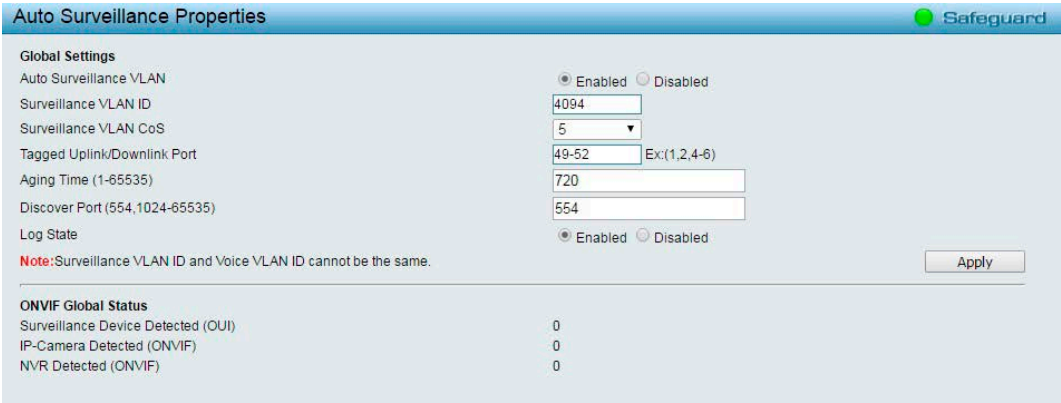 Auto Surveillance Properties Safeguard
Global Settings
Auto Surveillance VLAN Enabled Disabled
Surveillance VLAN ID 4094
Surveillance VLAN CoS 5
Tagged Uplink/Downlink Port 49-52 Ex:(1,2,4-6)
Aging Time (1-65535) 720
Discover Port (554,1024-65535) 554
Log State Enabled Disabled
Note:Surveillance VLAN ID and Voice VLAN ID cannot be the same. Apply
ONVIF Global Status
Surveillance Device Detected (OUI) 0
IP-Camera Detected (ONVIF) 0
NVR Detected (ONVIF) 0